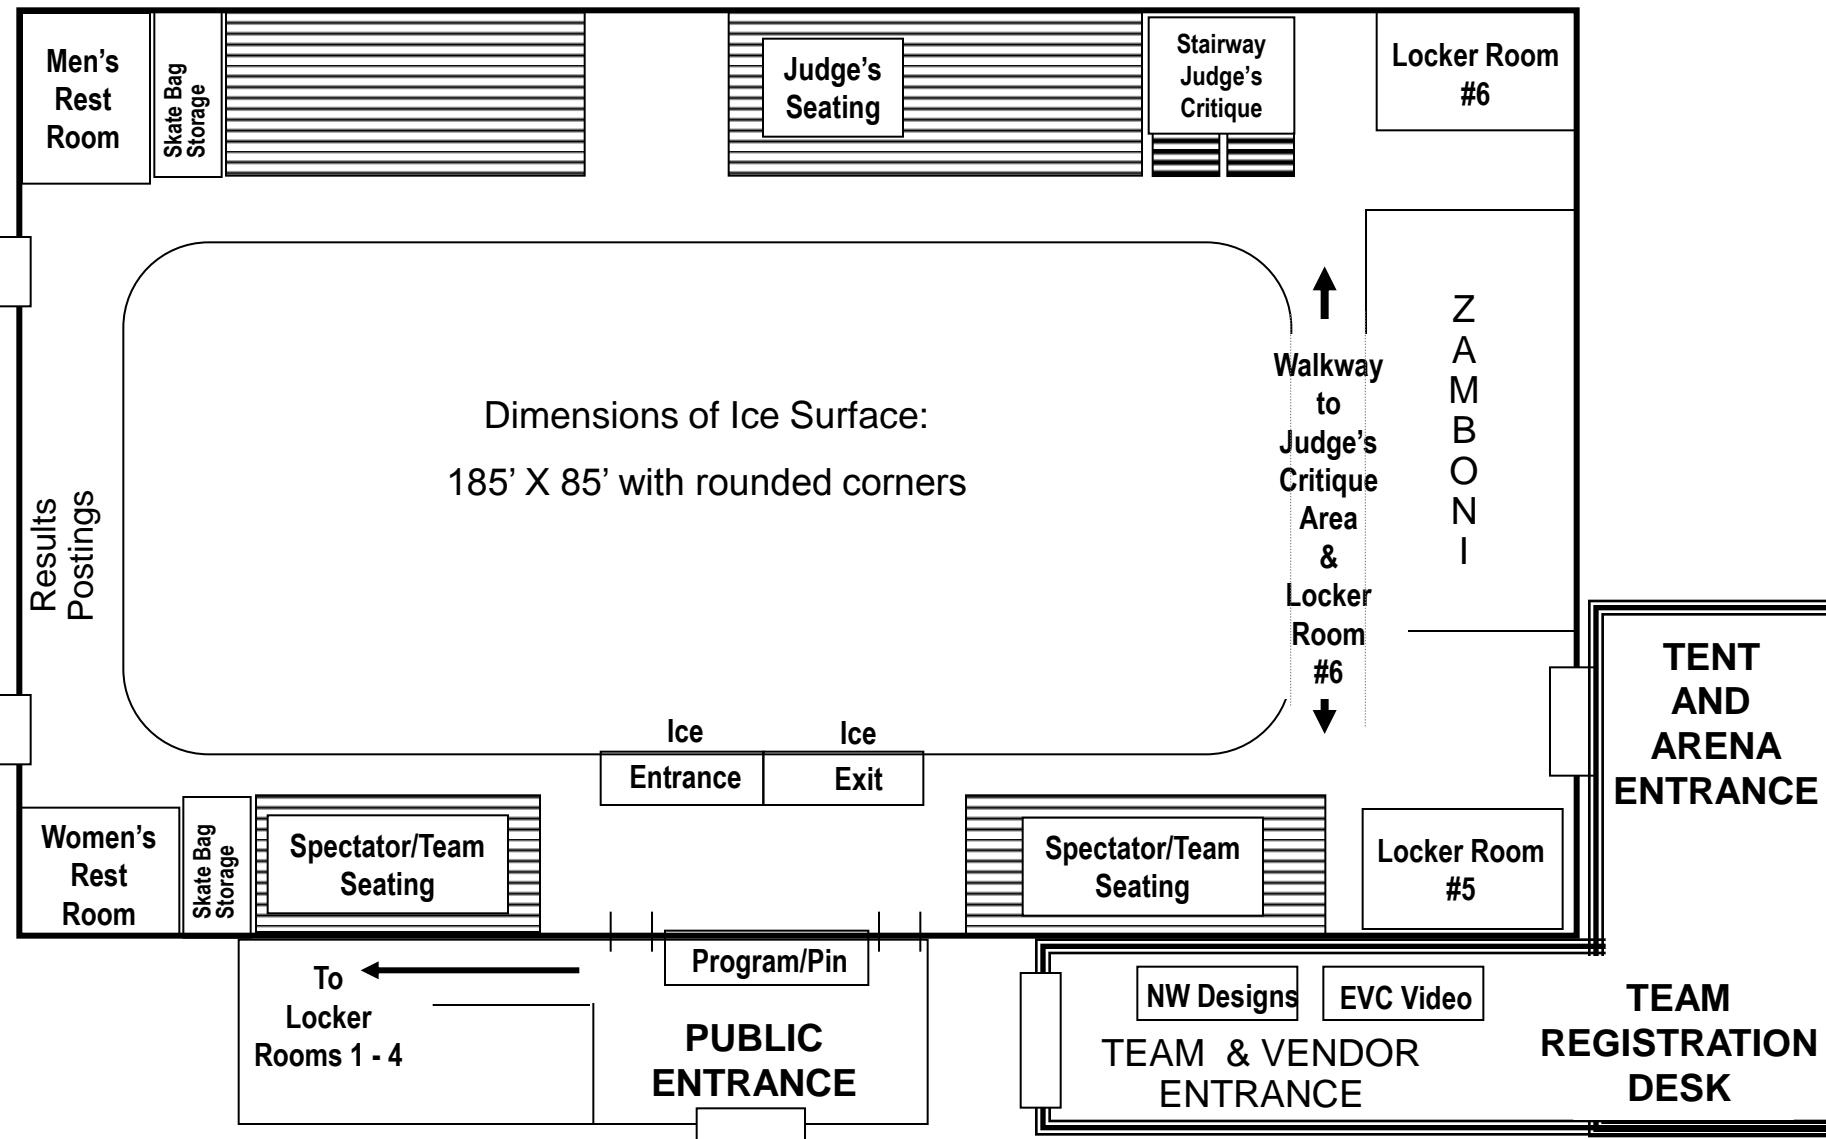 Men’s
Rest
Room
Skate Bag
Storage
Judge’s
Seating
Stairway
Judge’s
Critique
Locker Room
#6
Dimensions of Ice Surface:
185’ X 85’ with rounded corners
Walkway
to
Judge’s
Critique
Area
&
Locker
Room
#6
Z
A
M
B
O
N
I
Results
Postings
TENT
AND
ARENA
ENTRANCE
Ice
Entrance
Ice
Exit
Women’s
Rest
Room
Skate Bag
Storage
Spectator/Team
Seating
Spectator/Team
Seating
Locker Room
#5
To
Locker
Rooms 1 - 4
Program/Pin
PUBLIC
ENTRANCE
NW Designs
EVC Video
TEAM & VENDOR
ENTRANCE
TEAM
REGISTRATION
DESK